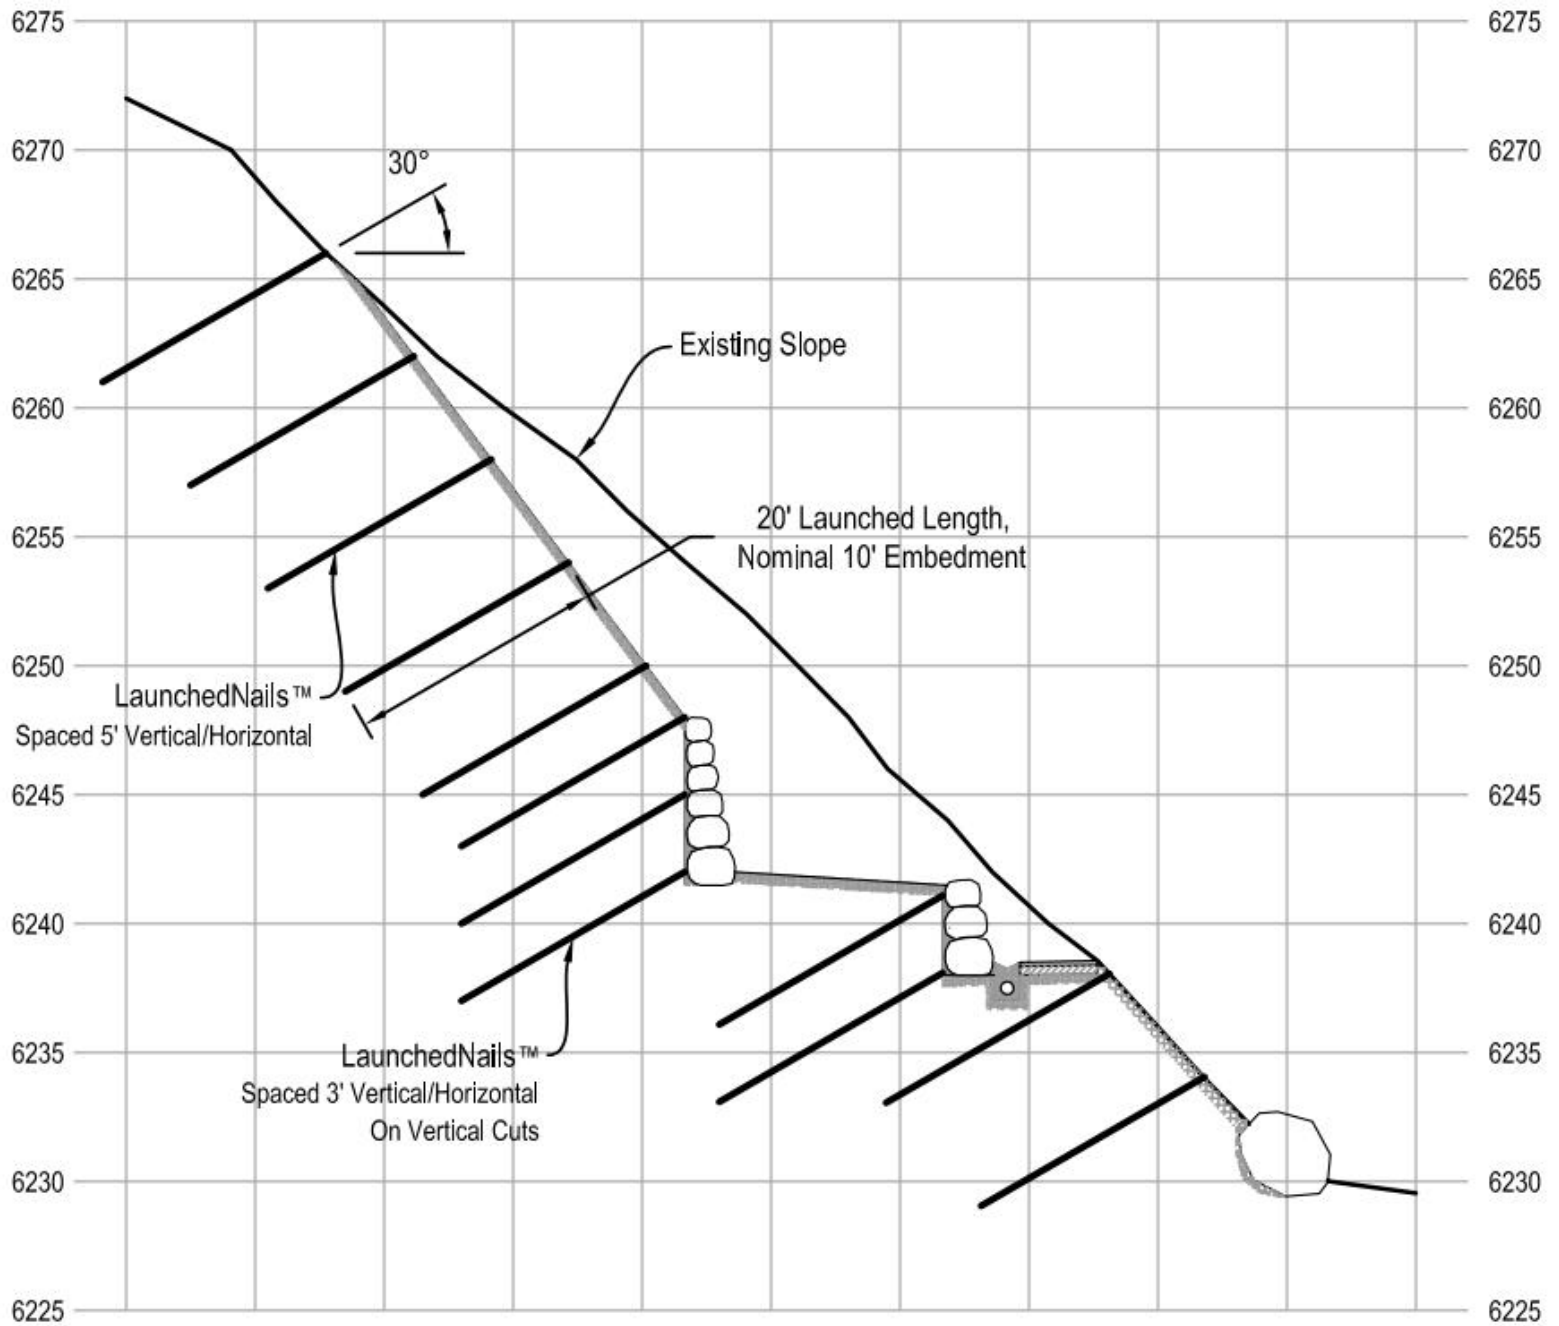 6275 6275
6270 6270
30°
6265 6265
Existing Slope
6260 6260
20' Launched Length,
Nominal 10' Embedment
6255 6255
6250 6250
LaunchedNails™
Spaced 5' Vertical/Horizontal
6245 6245
6240 6240
LaunchedNails™
Spaced 3' Vertical/Horizontal
On Vertical Cuts
6235 6235
6230 6230
6225 6225